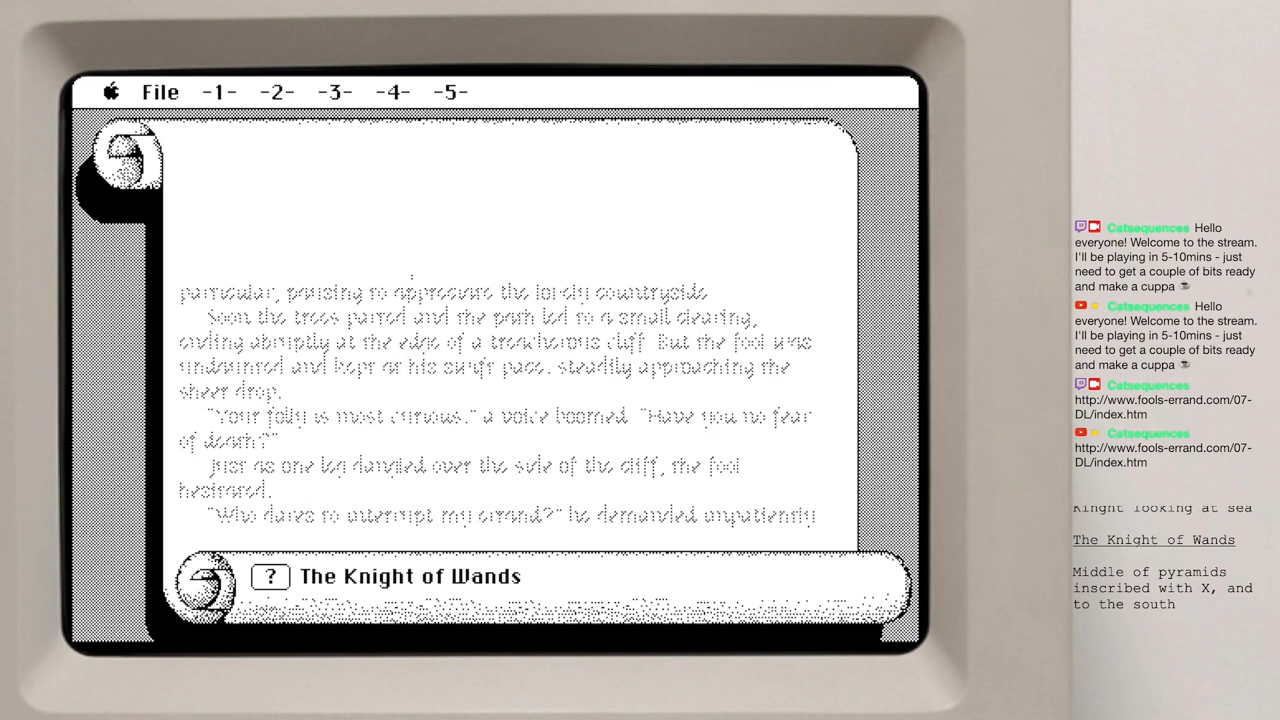 File -1- -2- -3- -4- -5-
particular, pausing to appreciate the lovely countryside
Soon the trees parted and the path led to a small clearing,
ending abruptly at the edge of a treacherous cliff. But the fool was
undaunted and kept at his swift pace, steadily approaching the
sheer drop.
"Your folly is most curious." a voice boomed. "Have you no fear
of death?"
Just as one leg dangled over the side of the cliff, the fool
hesitated.
"Who dares to interrupt my errand?" he demanded impatiently
? The Knight of Wands
Catsequences Hello
everyone! Welcome to the stream.
I'll be playing in 5-10mins - just
need to get a couple of bits ready
and make a cuppa
Catsequences Hello
everyone! Welcome to the stream.
I'll be playing in 5-10mins - just
need to get a couple of bits ready
and make a cuppa
Catsequences
http://www.fools-errand.com/07-
DL/index.htm
Catsequences
http://www.fools-errand.com/07-
DL/index.htm
looking at sea
The Knight of Wands
Middle of pyramids
inscribed with X, and
to the south